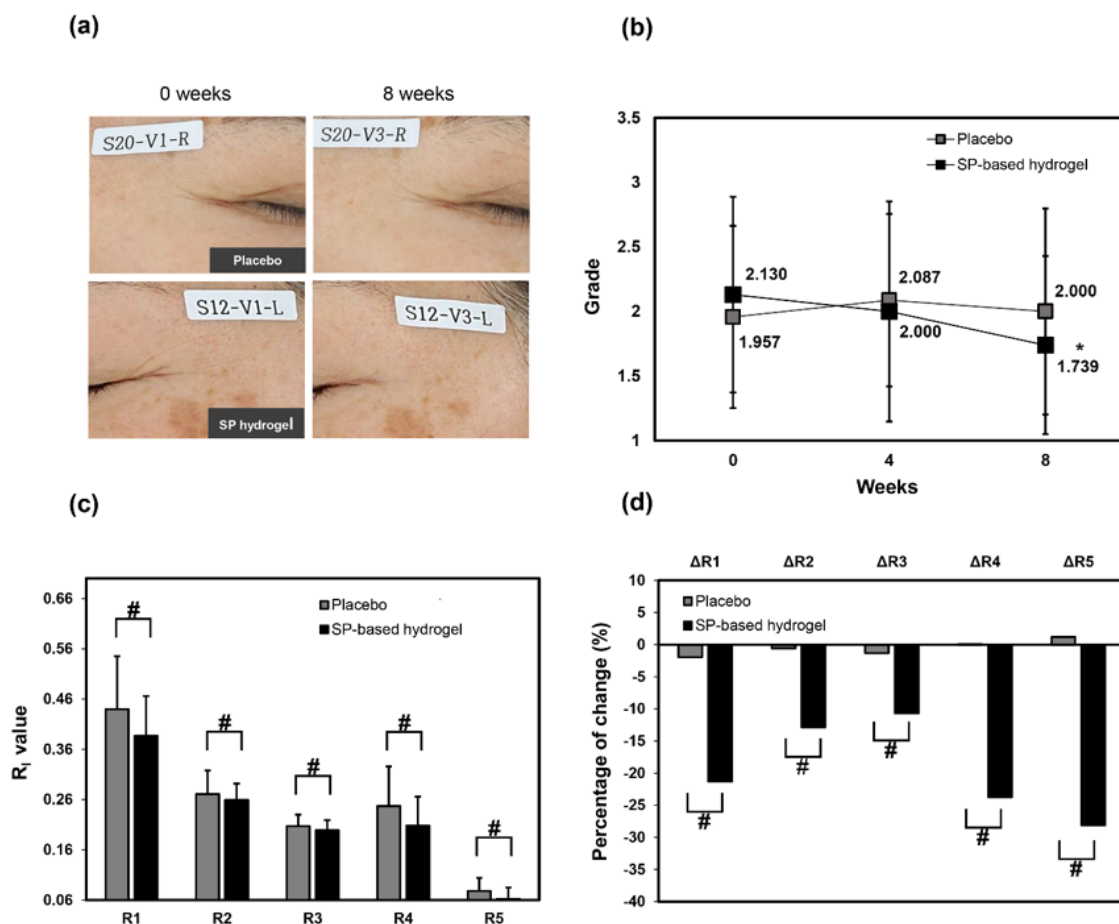 (a)
0 weeks
8 weeks
S20-V1-R
S20-V3-R
Placebo
S12-V1-L
S12-V3-L
SP hydrogel
(b)
3.5
3
2.5
2
1.5
1
Grade
Placebo
SP-based hydrogel
2.130
1.957
2.087
2.000
2.000
*
1.739
0
4
8
Weeks
(c)
0.66
0.56
0.46
0.36
0.26
0.16
0.06
Ri value
Placebo
SP-based hydrogel
#
#
#
#
#
R1
R2
R3
R4
R5
(d)
ΔR1
ΔR2
ΔR3
ΔR4
ΔR5
10
5
0
-5
-10
-15
-20
-25
-30
-35
-40
Percentage of change (%)
Placebo
SP-based hydrogel
#
#
#
#
#